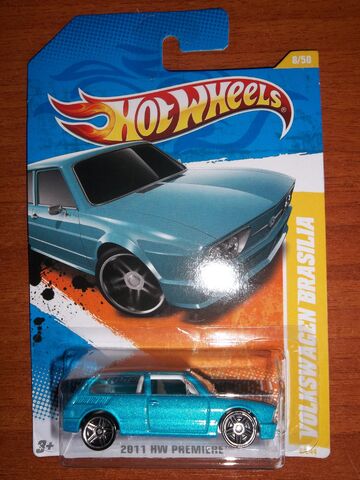 8/50
HOT WHEELS
VOLKSWAGEN BRASILIA
3+
2011 HW PREMIERE